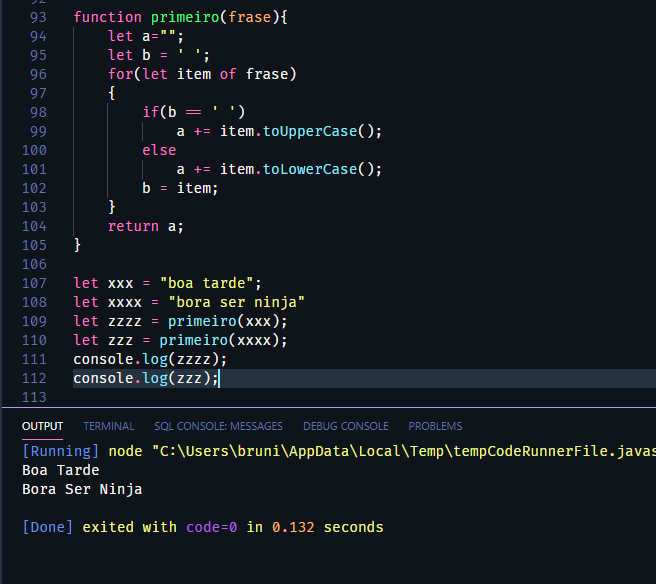 93 function primeiro(frase){
94 let a="";
95 let b = ' ';
96 for(let item of frase)
97 {
98 if(b == ' ')
99 a += item.toUpperCase();
100 else
101 a += item.toLowerCase();
102 b = item;
103 }
104 return a;
105 }
106
107 let xxx = "boa tarde";
108 let xxxx = "bora ser ninja"
109 let zzzz = primeiro(xxx);
110 let zzz = primeiro(xxxx);
111 console.log(zzzz);
112 console.log(zzz);
113
OUTPUT TERMINAL SQL CONSOLE: MESSAGES DEBUG CONSOLE PROBLEMS
[Running] node "C:\Users\bruni\AppData\Local\Temp\tempCodeRunnerFile.javas
Boa Tarde
Bora Ser Ninja
[Done] exited with code=0 in 0.132 seconds